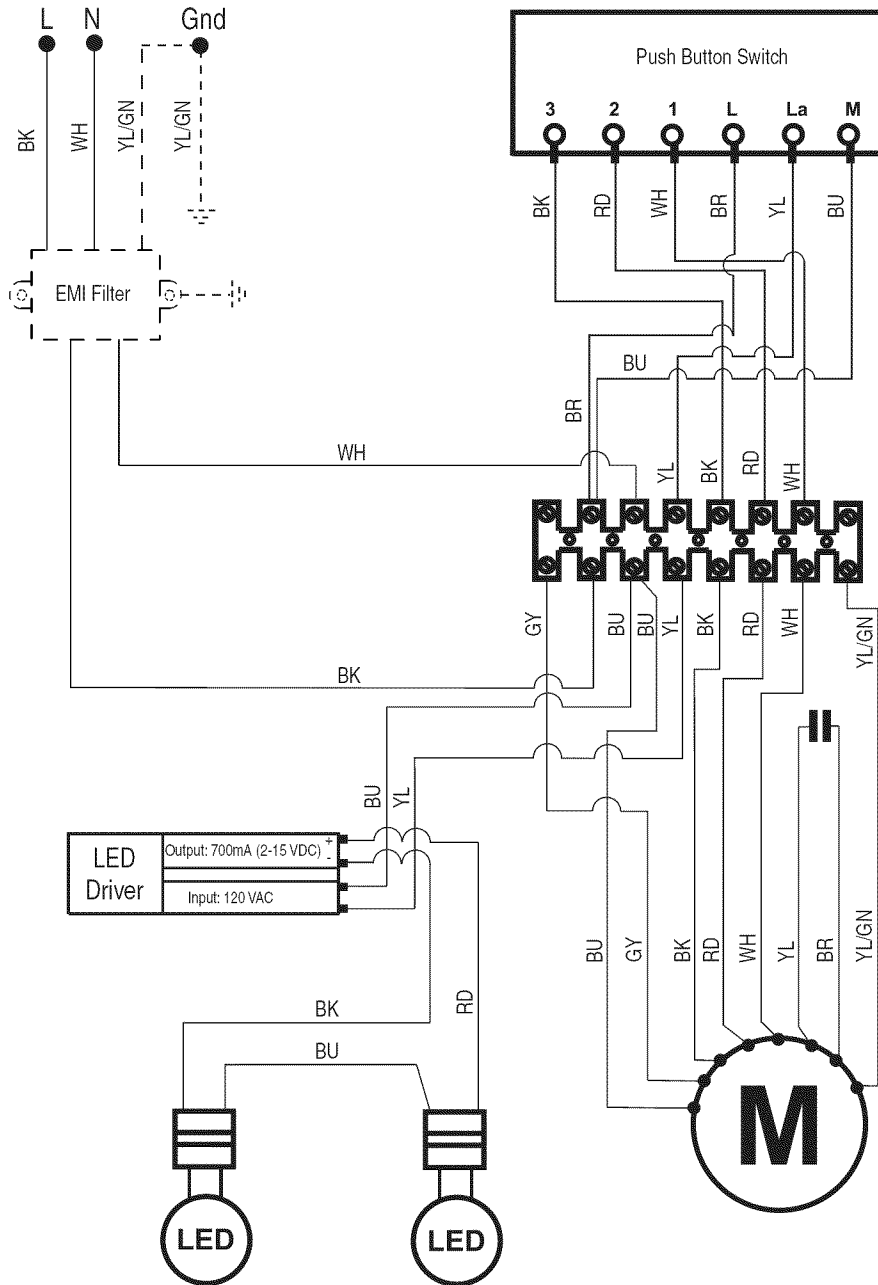 L N Gnd
Push Button Switch
3 2 1 L La M
BK WH YL/GN YL/GN
BK RD WH BR YL BU
EMI Filter
BU
BR
WH
YL BK RD WH
GY BU BU YL BK RD WH YL/GN
BK
BU YL
LED
Driver
Output: 700mA (2-15 VDC)
+
-
Input: 120 VAC
BU GY BK RD WH YL BR YL/GN
BK
RD
BU
M
LED LED